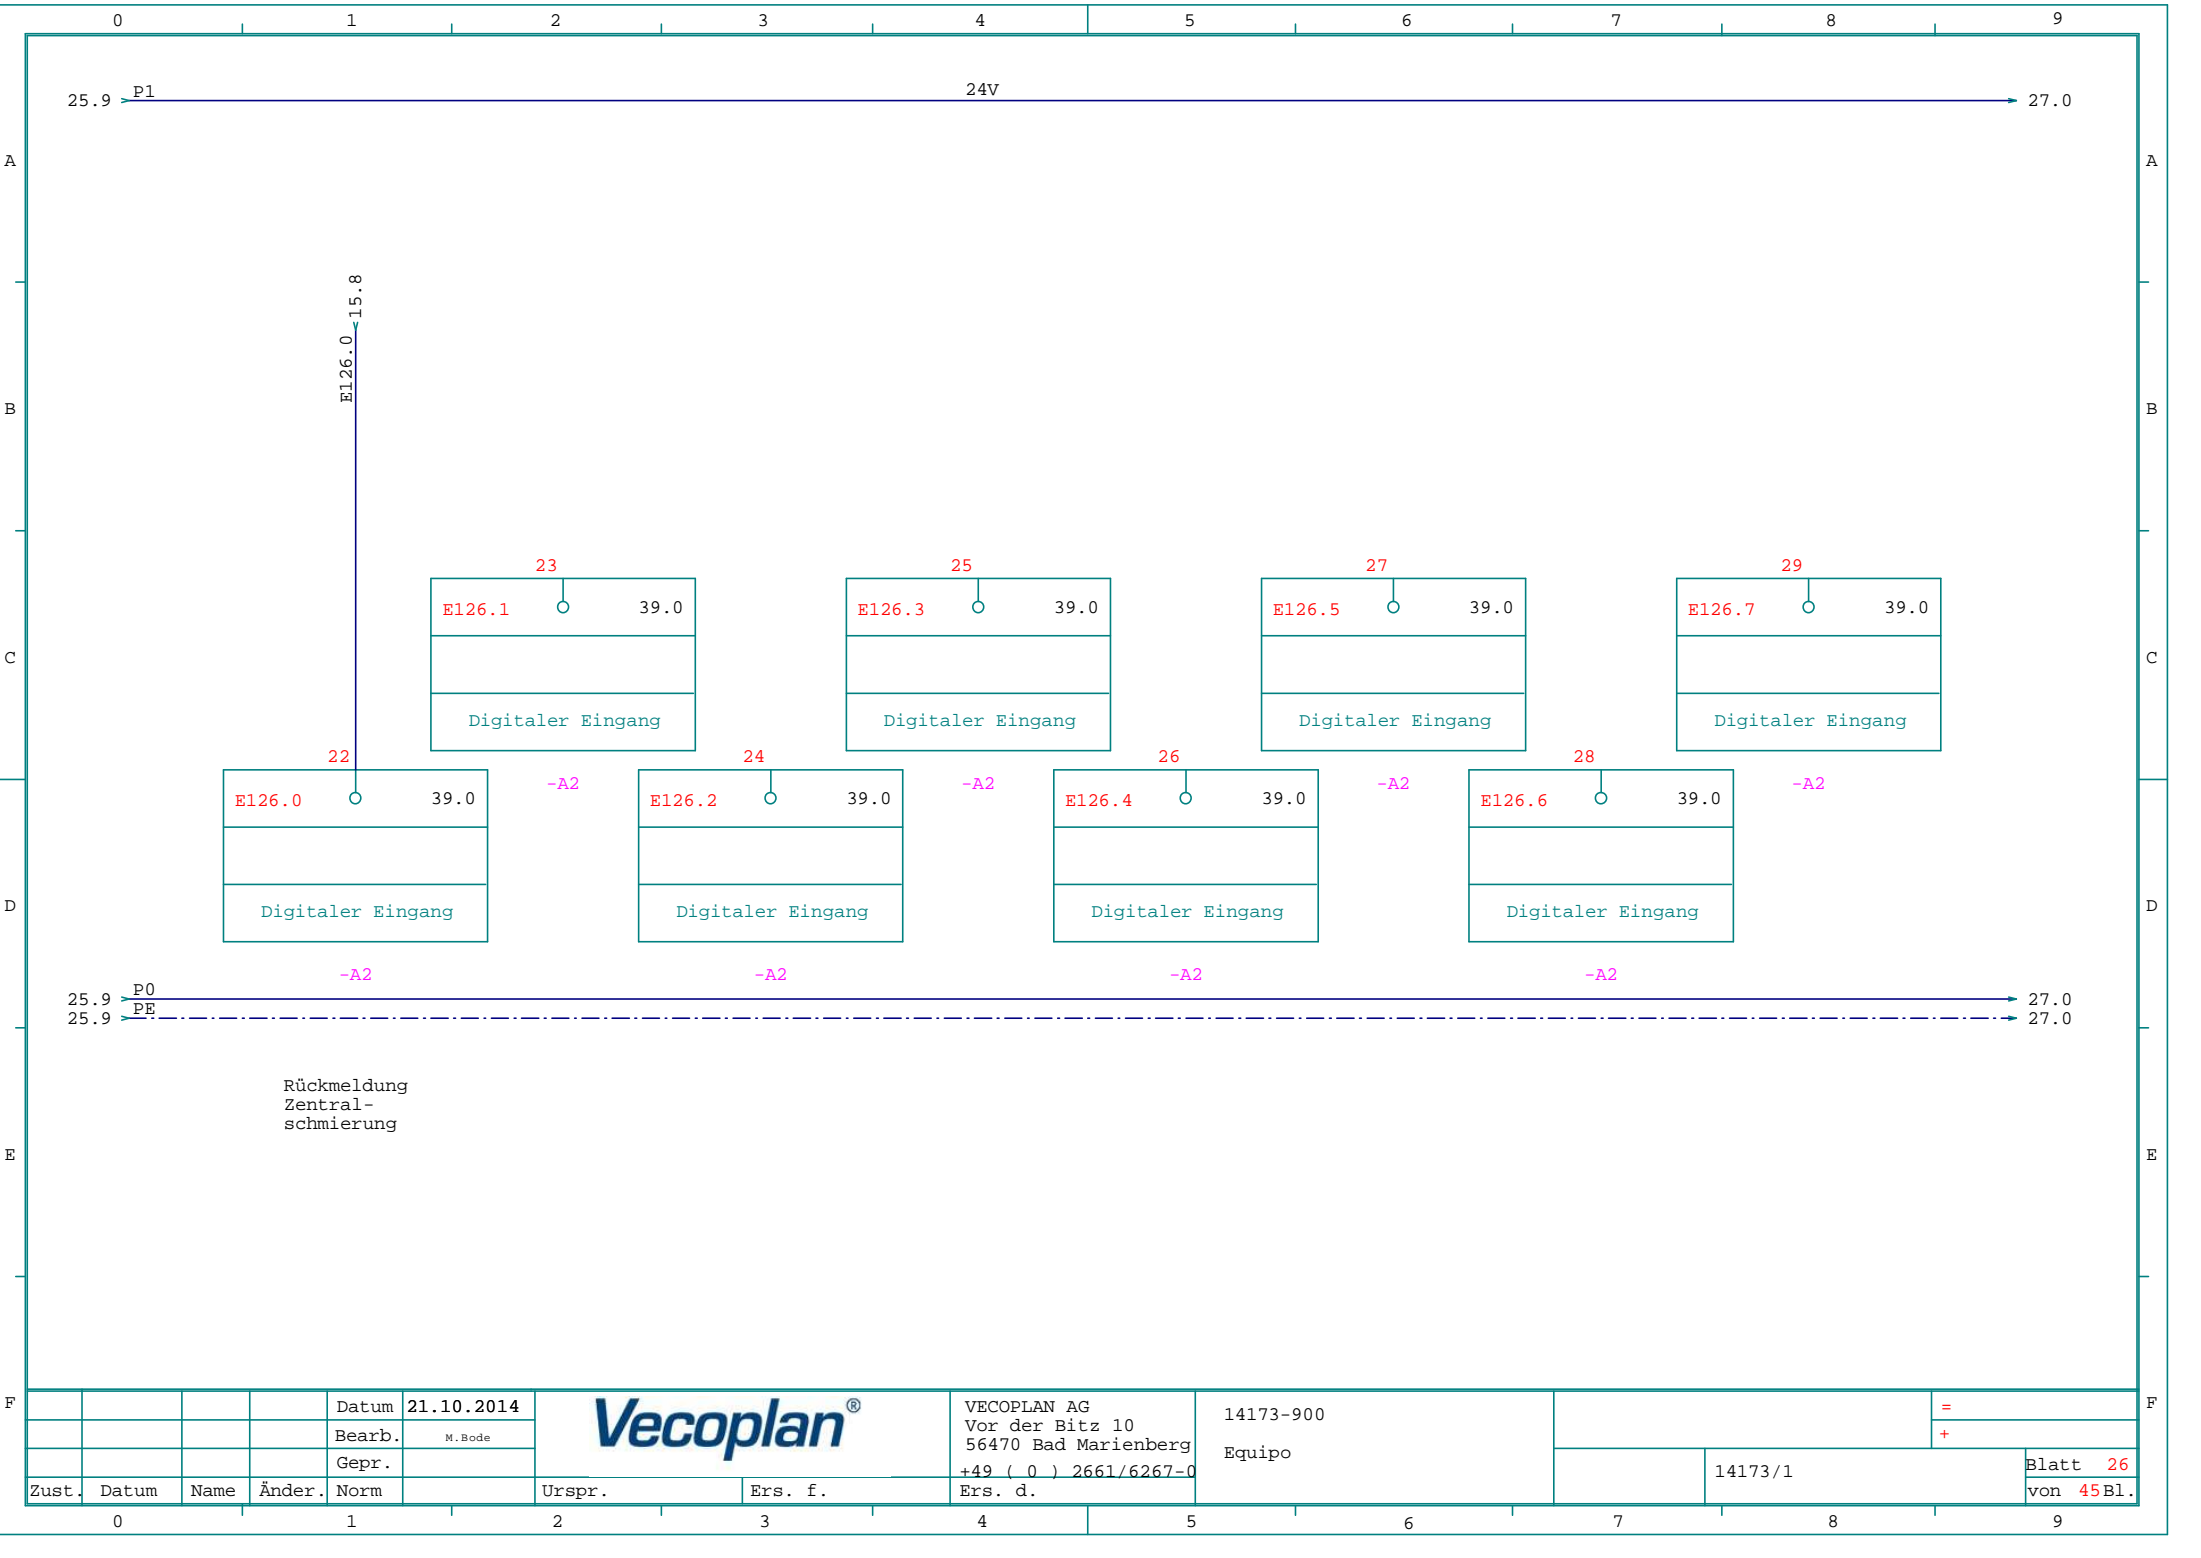 0 1 2 3 4 5 6 7 8 9
25.9 P1 24V 27.0
A A
15.8
E126.0
B B
23 25 27 29
E126.1 39.0 E126.3 39.0 E126.5 39.0 E126.7 39.0
C C
Digitaler Eingang Digitaler Eingang Digitaler Eingang Digitaler Eingang
22 24 26 28
-A2 -A2 -A2 -A2
E126.0 39.0 E126.2 39.0 E126.4 39.0 E126.6 39.0
D D
Digitaler Eingang Digitaler Eingang Digitaler Eingang Digitaler Eingang
-A2 -A2 -A2 -A2
25.9 P0 27.0
25.9 PE 27.0
Rückmeldung
Zentral-
schmierung
E E
F F
Datum 21.10.2014
Bearb. M.Bode
Gepr.
Zust. Datum Name Änder. Norm
Vecoplan®
Urspr. Ers. f. Ers. d.
VECOPLAN AG
Vor der Bitz 10
56470 Bad Marienberg
+49 ( 0 ) 2661/6267-0
14173-900
Equipo
=
+
14173/1
Blatt 26
von 45 Bl.
0 1 2 3 4 5 6 7 8 9